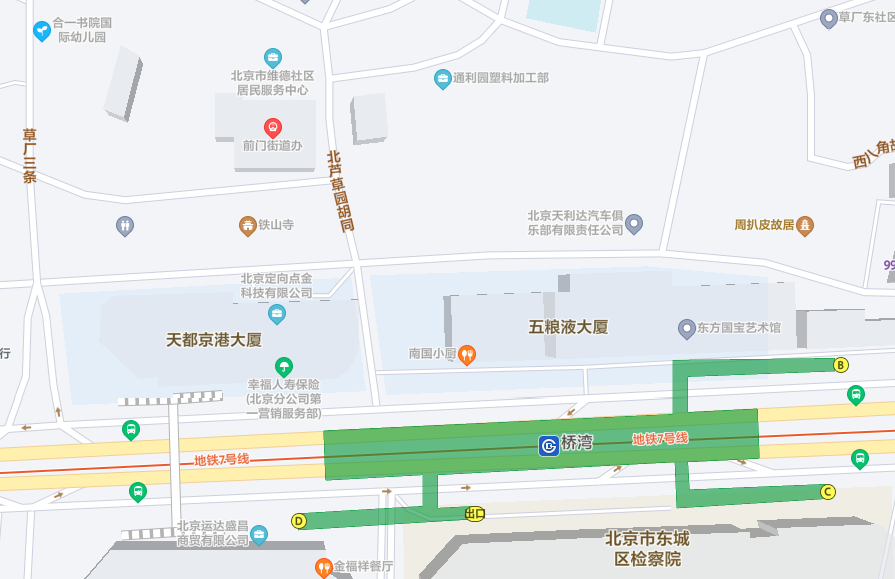 合一书院国
际幼儿园
草厂东社区
北京市维德社区
居民服务中心
通利园塑料加工部
前门街道办
草厂三条
北芦草园胡同
西八角胡
铁山寺
北京天利达汽车俱
乐部有限责任公司
周扒皮故居
99
北京定向点金
科技有限公司
天都京港大厦
五粮液大厦
东方国宝艺术馆
行
南国小厨
幸福人寿保险
(北京分公司第
一营销服务部)
B
地铁7号线
桥湾
地铁7号线
C
D
出口
北京运达盛昌
商贸有限公司
北京市东城
区检察院
金福祥餐厅